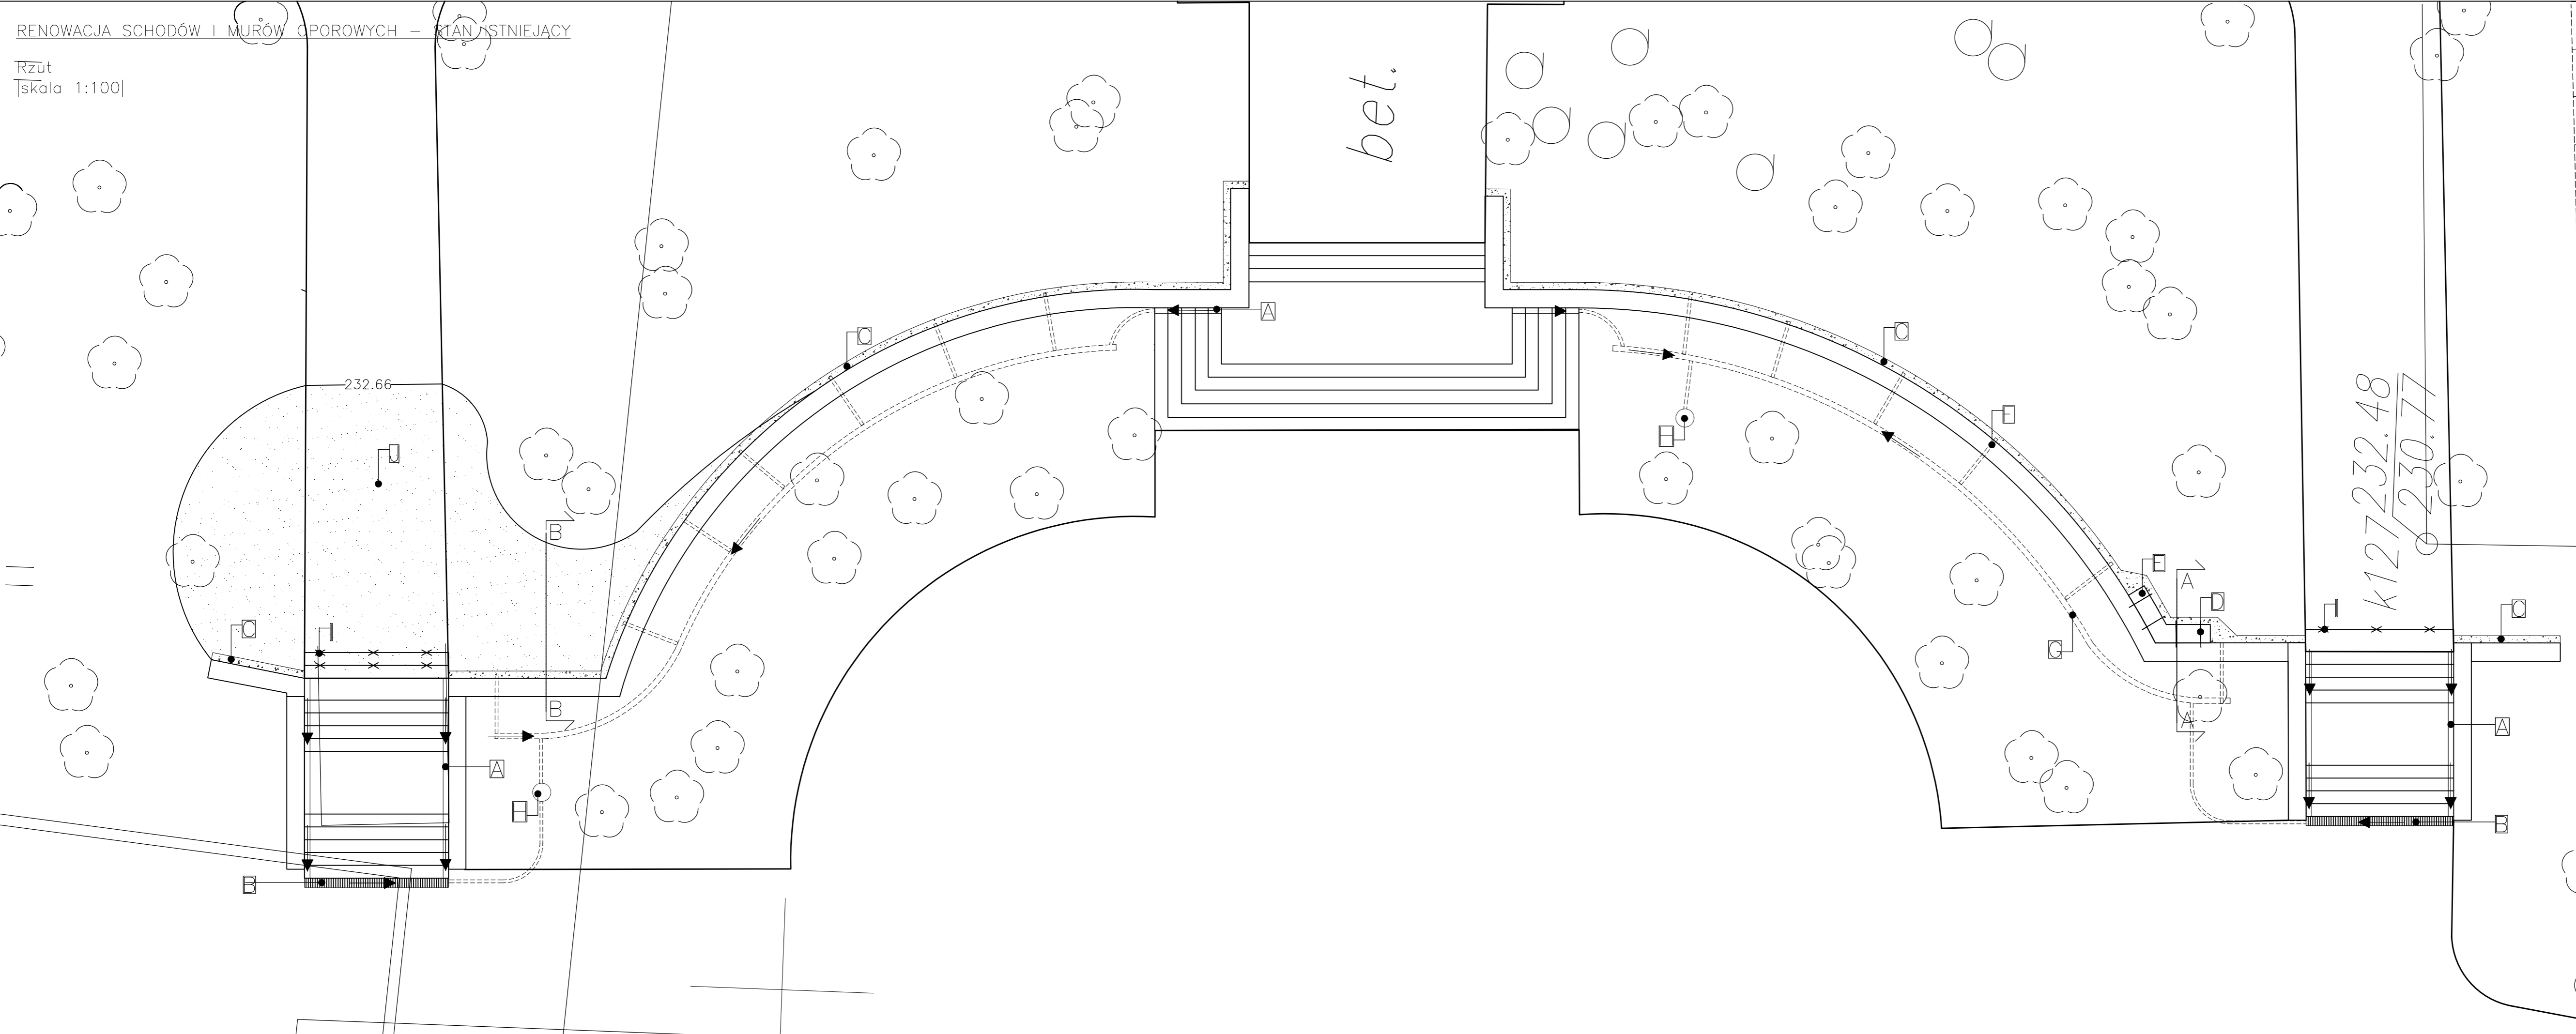 RENOWACJA SCHODÓW I MURÓW OPOROWYCH – STAN ISTNIEJĄCY
Rzut
skala 1:100
bet.
A
C
C
232.66
J
E
H
k127
232.48
230.77
B
B
F
A
A
D
C
I
I
C
G
A
A
H
B
B